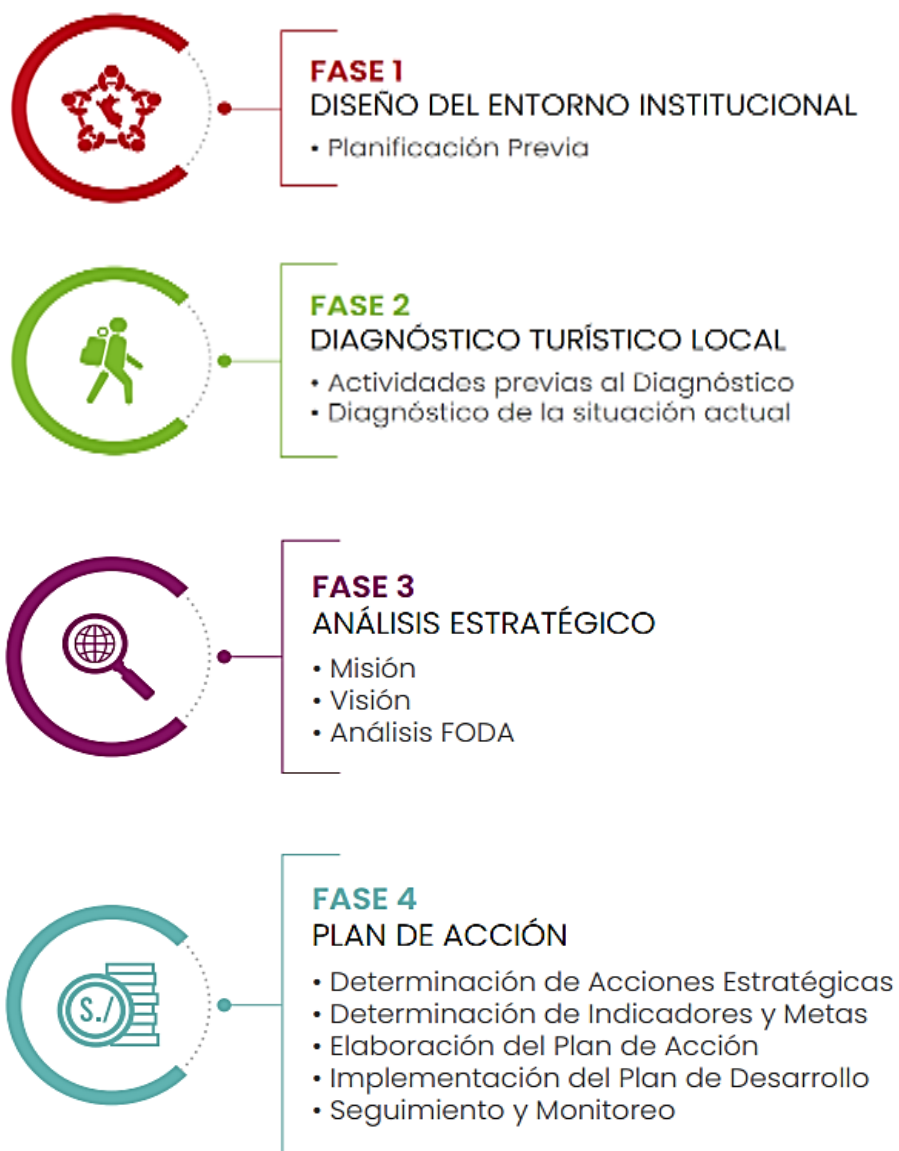 FASE 1
DISEÑO DEL ENTORNO INSTITUCIONAL
• Planificación Previa
FASE 2
DIAGNÓSTICO TURÍSTICO LOCAL
• Actividades previas al Diagnóstico
• Diagnóstico de la situación actual
FASE 3
ANÁLISIS ESTRATÉGICO
• Misión
• Visión
• Análisis FODA
FASE 4
PLAN DE ACCIÓN
S./
• Determinación de Acciones Estratégicas
• Determinación de Indicadores y Metas
• Elaboración del Plan de Acción
• Implementación del Plan de Desarrollo
• Seguimiento y Monitoreo